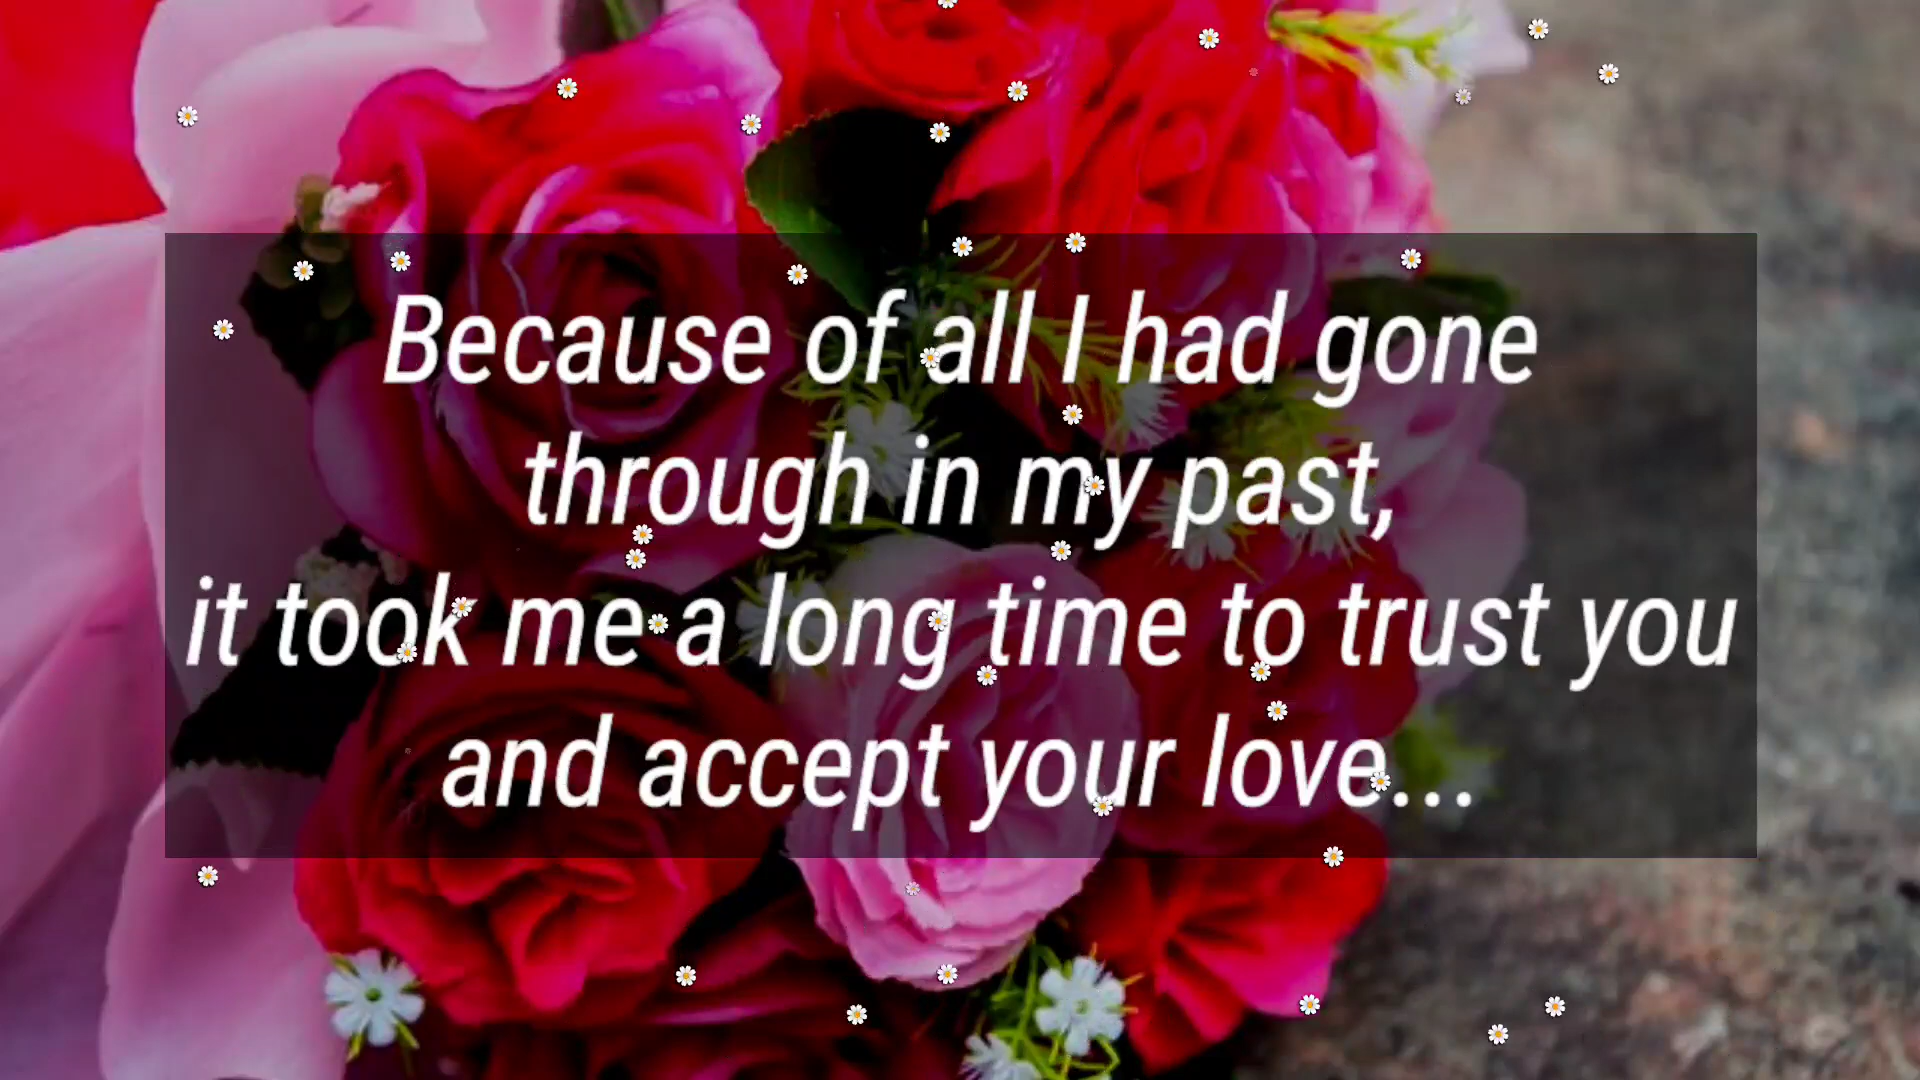 Because of all I had gone
through in my past,
it took me a long time to trust you
and accept your love...